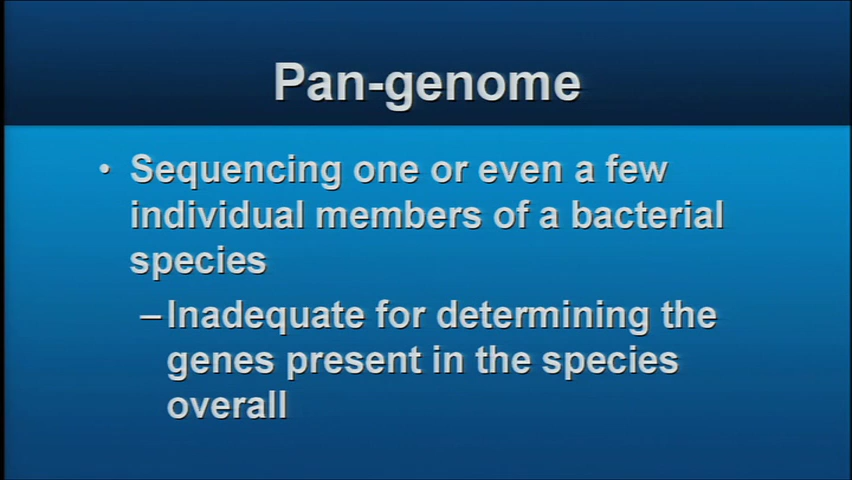 Pan-genome
• Sequencing one or even a few
individual members of a bacterial
species
– Inadequate for determining the
genes present in the species
overall